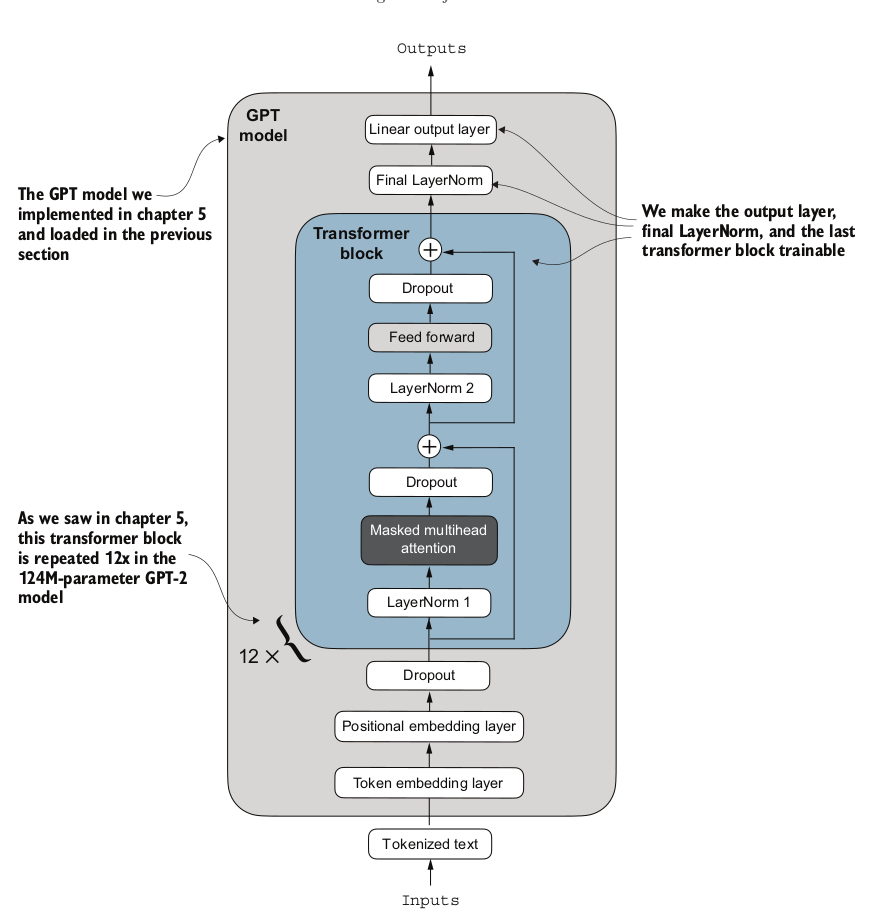 Outputs
GPT
model
Linear output layer
Final LayerNorm
The GPT model we
implemented in chapter 5
and loaded in the previous
section
We make the output layer,
final LayerNorm, and the last
transformer block trainable
Transformer
block
+
Dropout
Feed forward
LayerNorm 2
+
Dropout
Masked multihead
attention
LayerNorm 1
As we saw in chapter 5,
this transformer block
is repeated 12x in the
124M-parameter GPT-2
model
12 ×
{
Dropout
Positional embedding layer
Token embedding layer
Tokenized text
Inputs